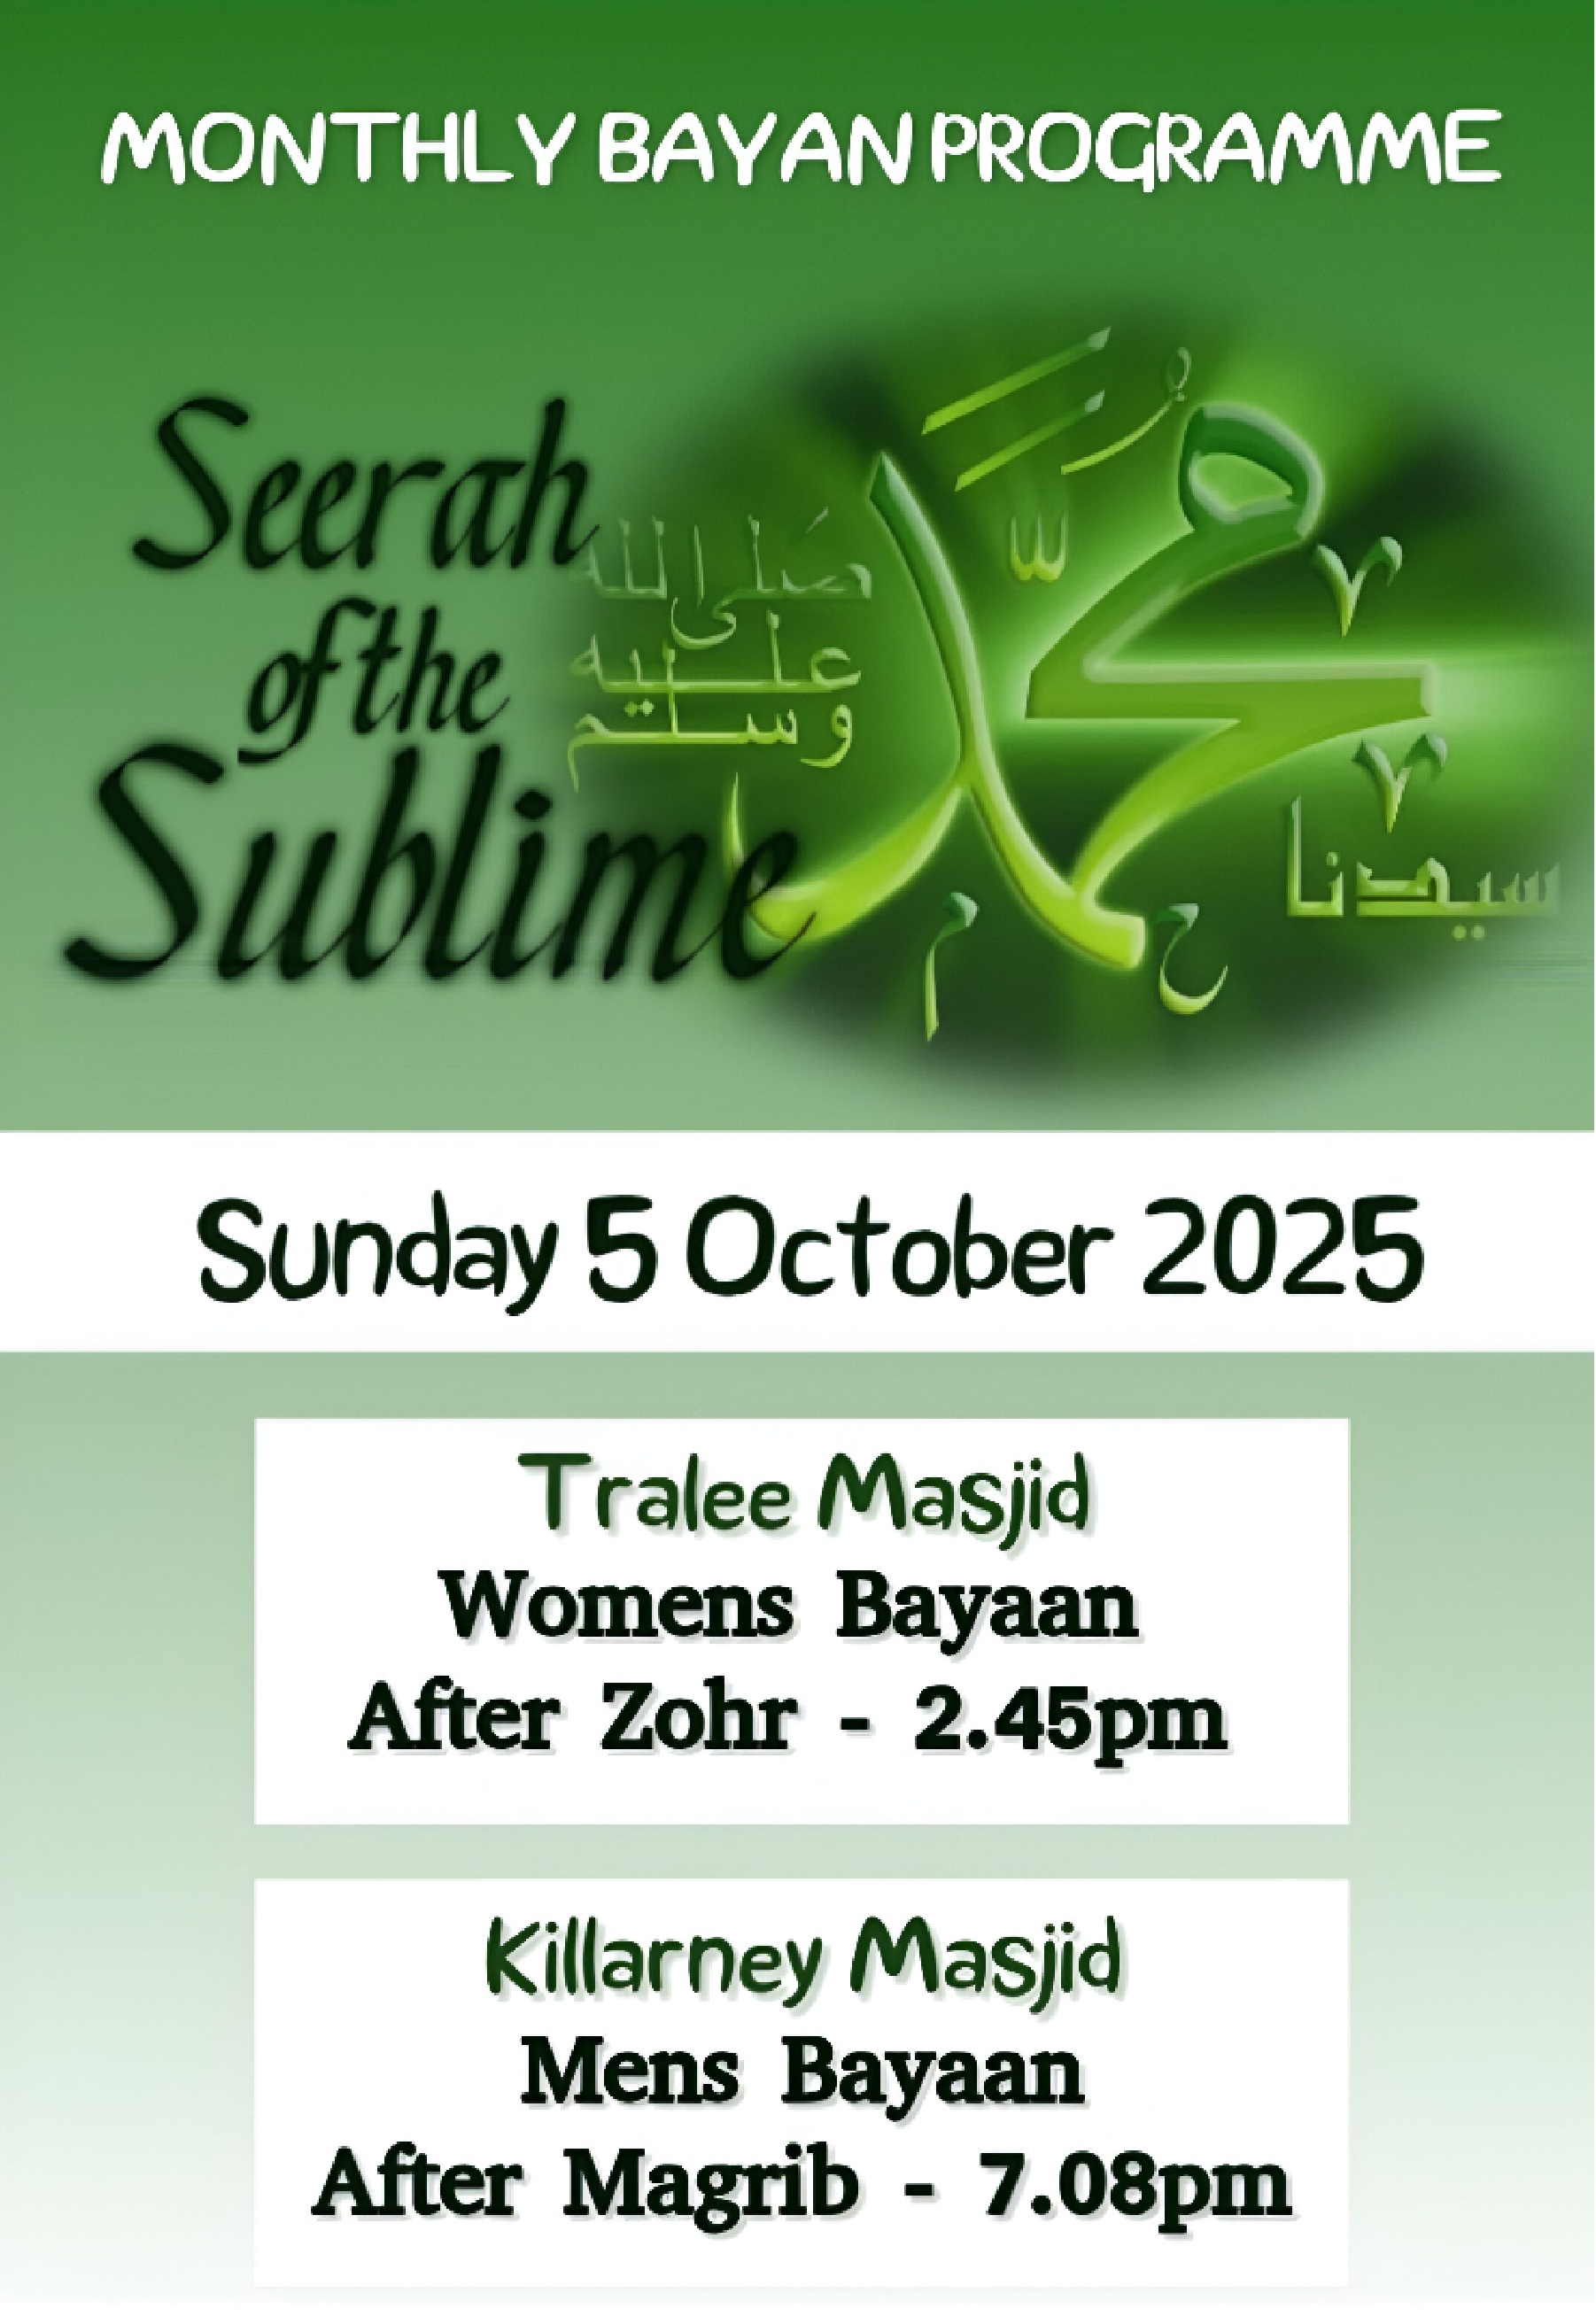 MONTHLY BAYAN PROGRAMME
Seerah
of the
Sublime
سيدنا
محمد
صلى الله
عليه
وسلم
Sunday 5 October 2025
Tralee Masjid
Womens Bayaan
After Zohr - 2.45pm
Killarney Masjid
Mens Bayaan
After Magrib - 7.08pm